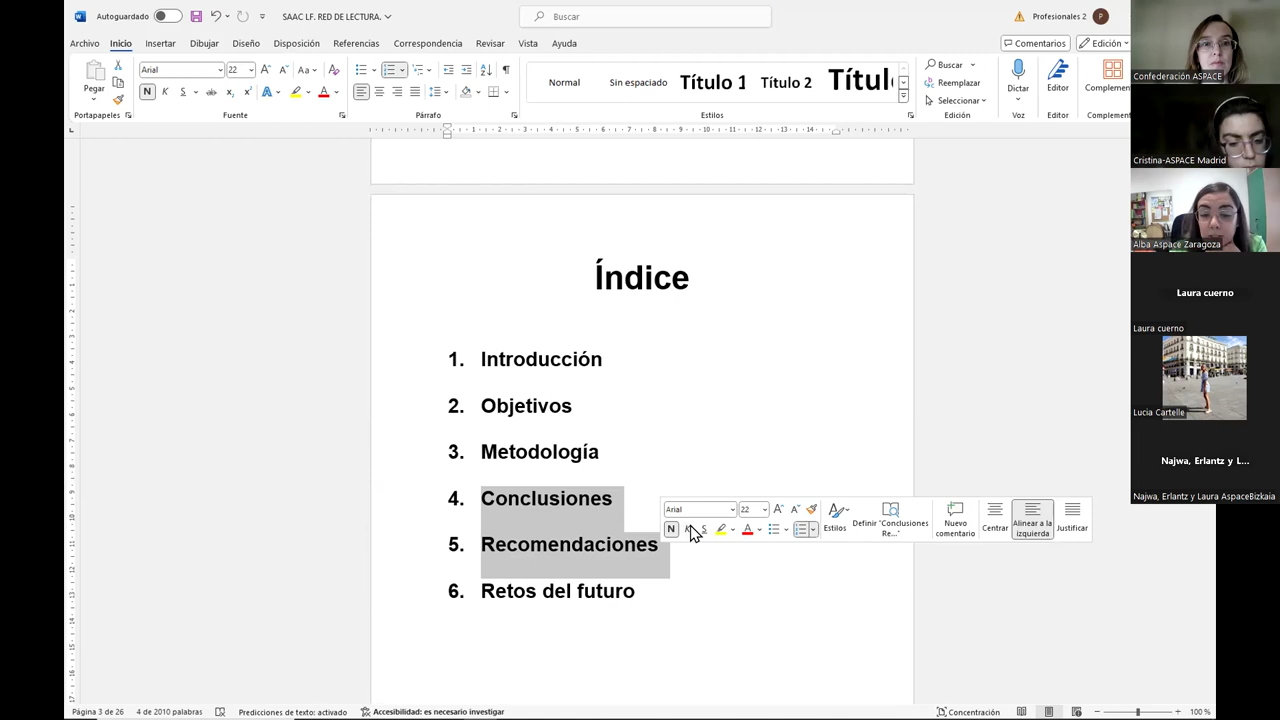 Autoguardado
SAAC LF. RED DE LECTURA.
Buscar
Profesionales 2
P
Archivo
Inicio
Insertar
Dibujar
Diseño
Disposición
Referencias
Correspondencia
Revisar
Vista
Ayuda
Comentarios
Edición
Pegar
Portapapeles
Arial
22
Fuente
Párrafo
Normal
Sin espaciado
Título 1
Título 2
Estilos
Buscar
Reemplazar
Seleccionar
Edición
Dictar
Voz
Editor
Editor
Índice
1. Introducción
2. Objetivos
3. Metodología
4. Conclusiones
5. Recomendaciones
6. Retos del futuro
Arial
22
Estilos
Definir "Conclusiones
Re..."
Nuevo
comentario
Centrar
Alinear a la
izquierda
Justificar
Confederación ASPACE
Cristina-ASPACE Madrid
Alba Aspace Zaragoza
Laura cuerno
Laura cuerno
Lucia Cartelle
Najwa, Erlantz y L...
Najwa, Erlantz y Laura AspaceBizkaia
Página 3 de 26
4 de 2010 palabras
Predicciones de texto: activado
Accesibilidad: es necesario investigar
Concentración
100 %